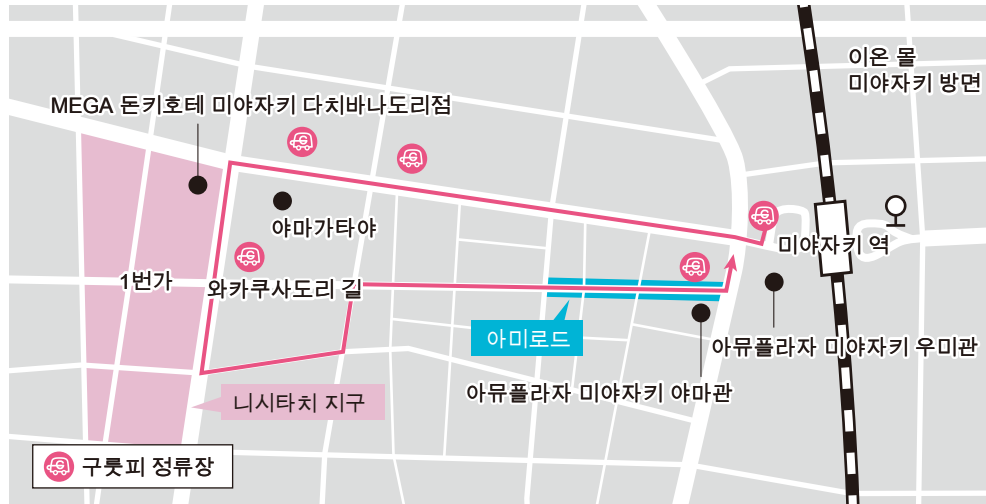 이온 몰
미야자키 방면
MEGA 돈키호테 미야자키 다치바나도리점
야마가타야
미야자키 역
1번가
와카쿠사도리 길
아미로드
아뮤플라자 미야자키 우미관
아뮤플라자 미야자키 야마관
니시타치 지구
구룻피 정류장